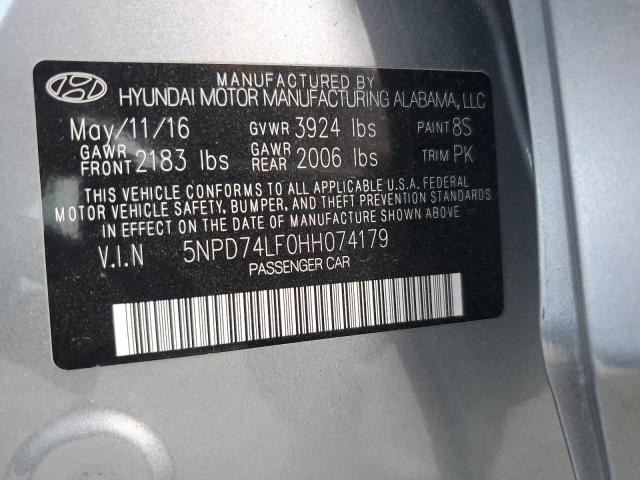 MANUFACTURED BY
HYUNDAI MOTOR MANUFACTURING ALABAMA, LLC
May/11/16 GVWR 3924 lbs PAINT 8S
GAWR FRONT 2183 lbs GAWR REAR 2006 lbs TRIM PK
THIS VEHICLE CONFORMS TO ALL APPLICABLE U.S.A. FEDERAL
MOTOR VEHICLE SAFETY, BUMPER, AND THEFT PREVENTION STANDARDS
IN EFFECT ON THE DATE OF MANUFACTURE SHOWN ABOVE.
V.I.N 5NPD74LF0HH074179
PASSENGER CAR